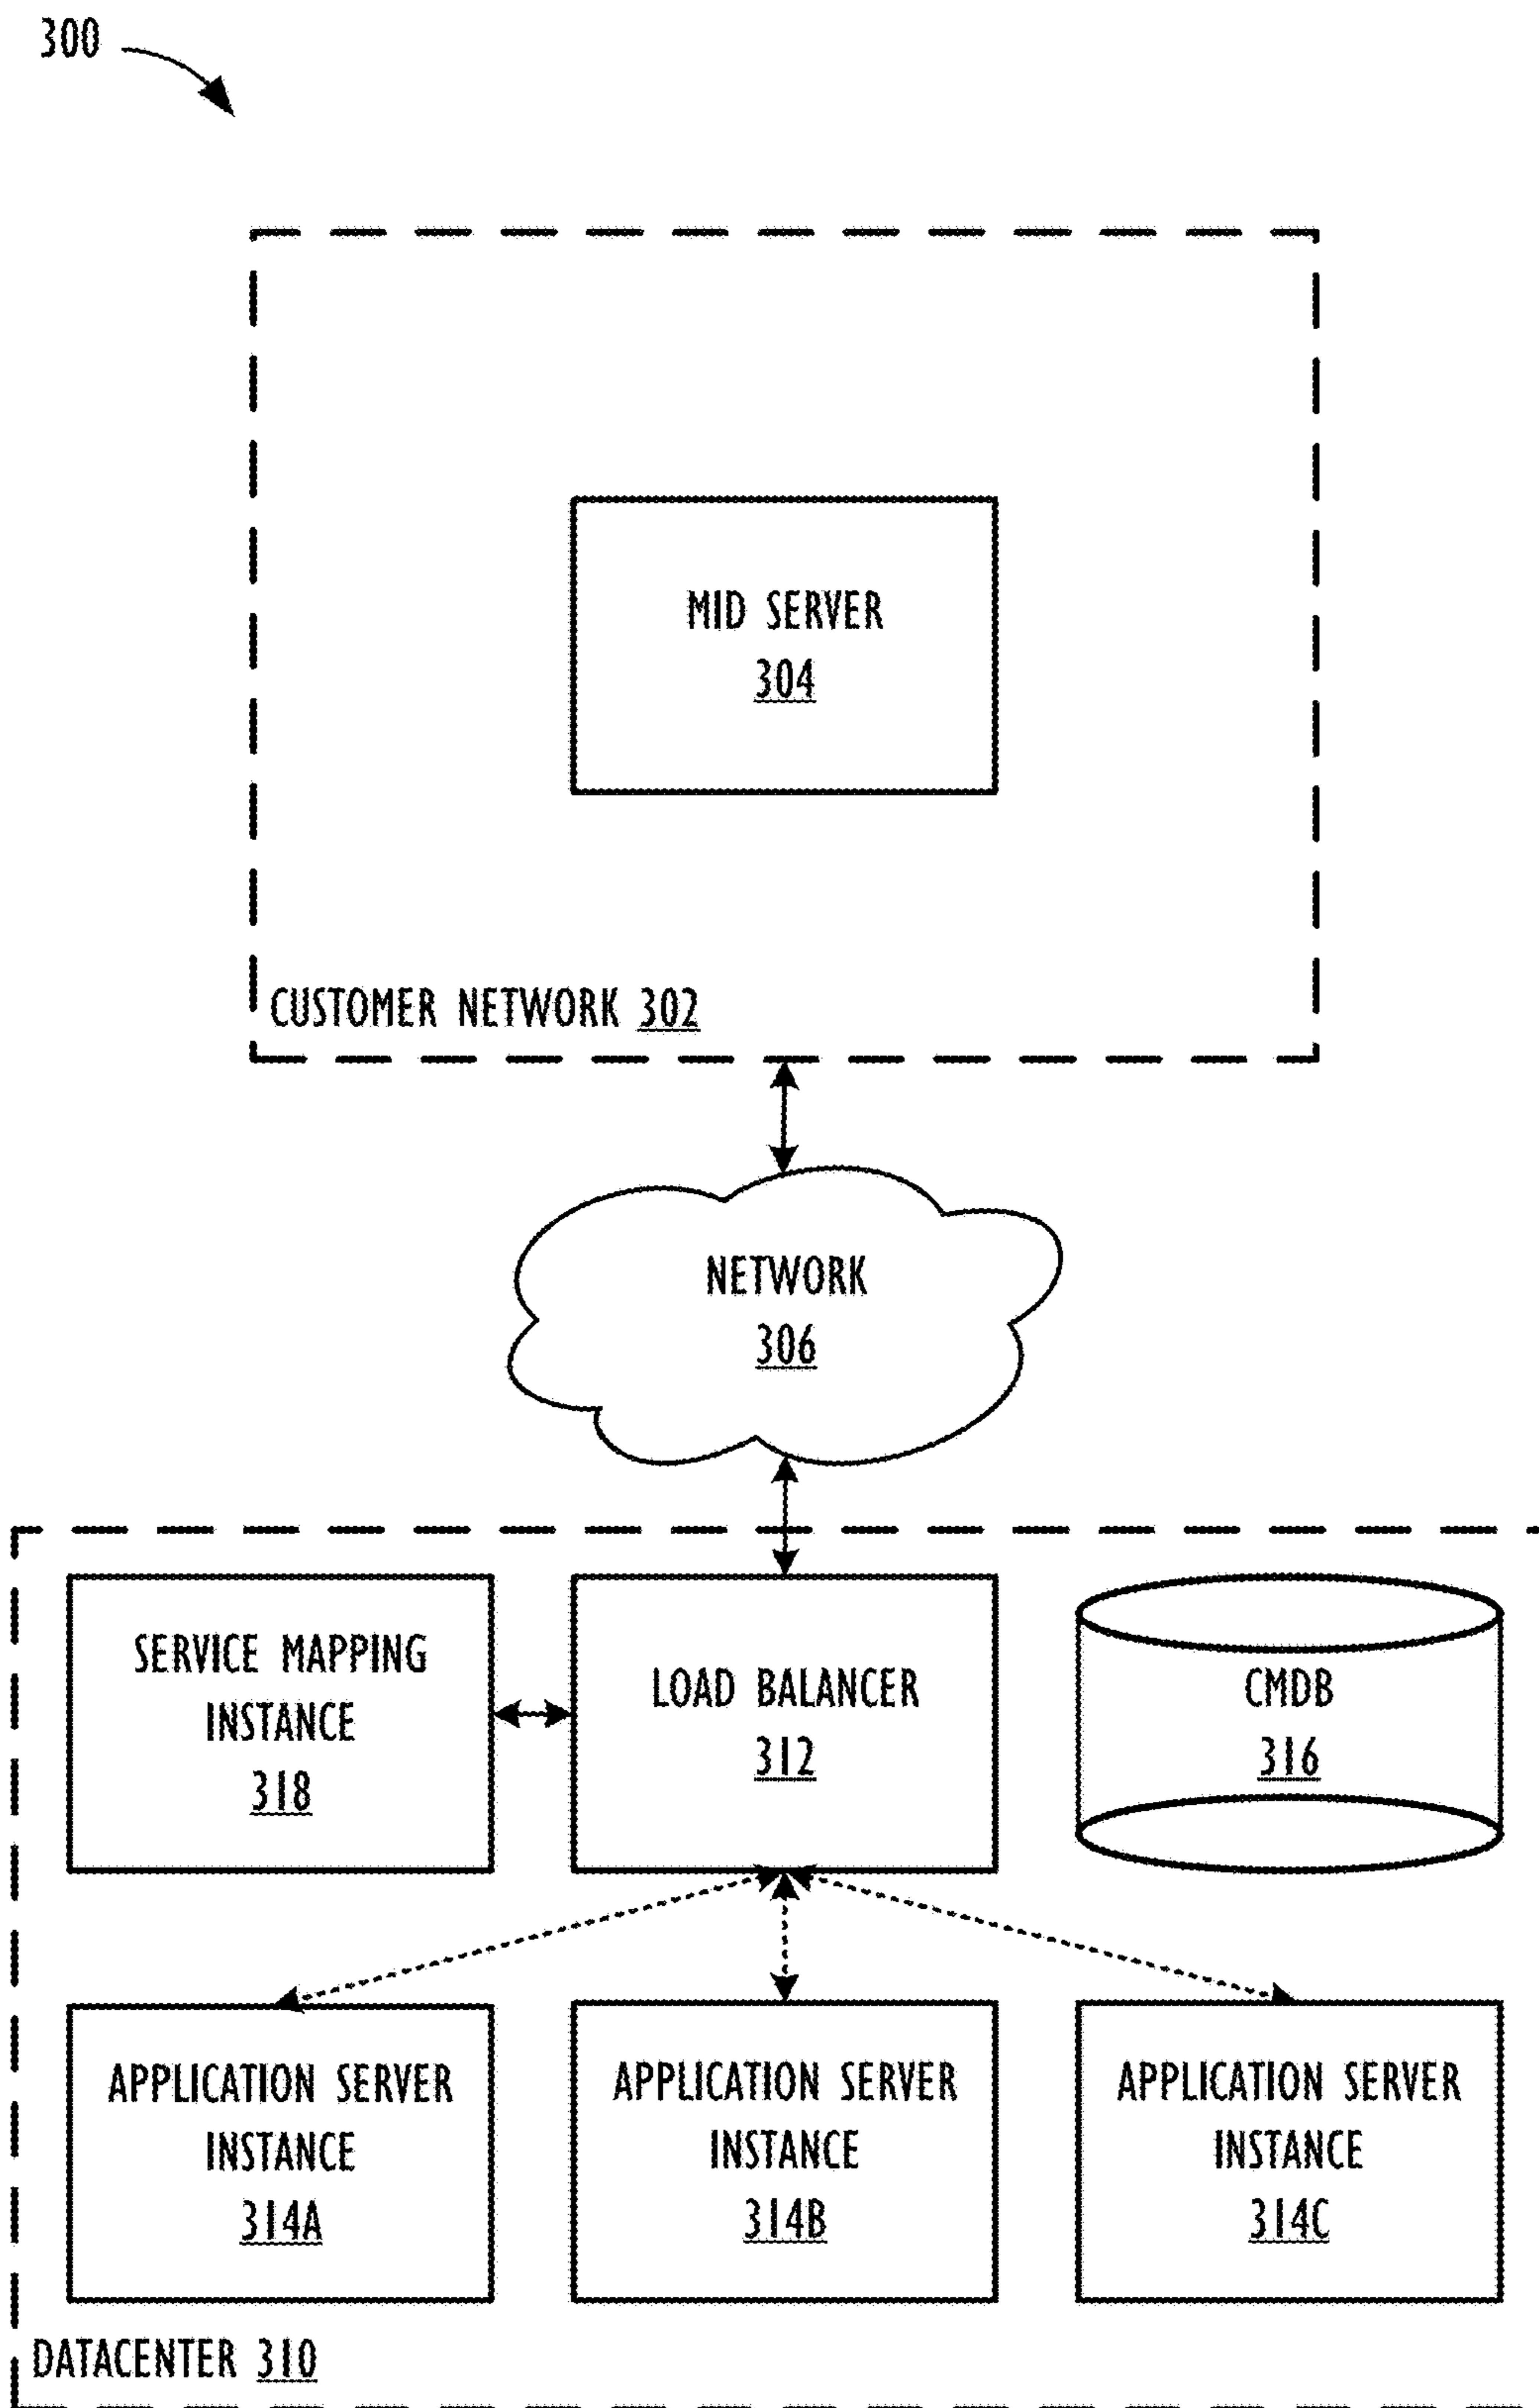 300
MID SERVER
304
CUSTOMER NETWORK 302
NETWORK
306
SERVICE MAPPING
INSTANCE
318
LOAD BALANCER
312
CMDB
316
APPLICATION SERVER
INSTANCE
314A
APPLICATION SERVER
INSTANCE
314B
APPLICATION SERVER
INSTANCE
314C
DATACENTER 310